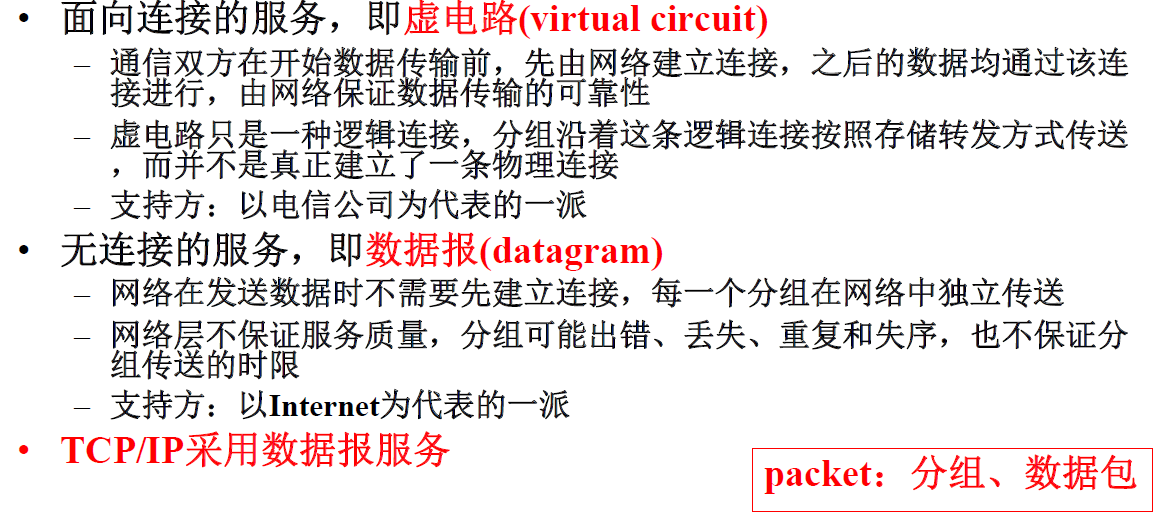 • 面向连接的服务，即虚电路(virtual circuit)
– 通信双方在开始数据传输前，先由网络建立连接，之后的数据均通过该连
接进行，由网络保证数据传输的可靠性
– 虚电路只是一种逻辑连接，分组沿着这条逻辑连接按照存储转发方式传送
，而并不是真正建立了一条物理连接
– 支持方：以电信公司为代表的一派
• 无连接的服务，即数据报(datagram)
– 网络在发送数据时不需要先建立连接，每一个分组在网络中独立传送
– 网络层不保证服务质量，分组可能出错、丢失、重复和失序，也不保证分
组传送的时限
– 支持方：以Internet为代表的一派
• TCP/IP采用数据报服务
packet：分组、数据包